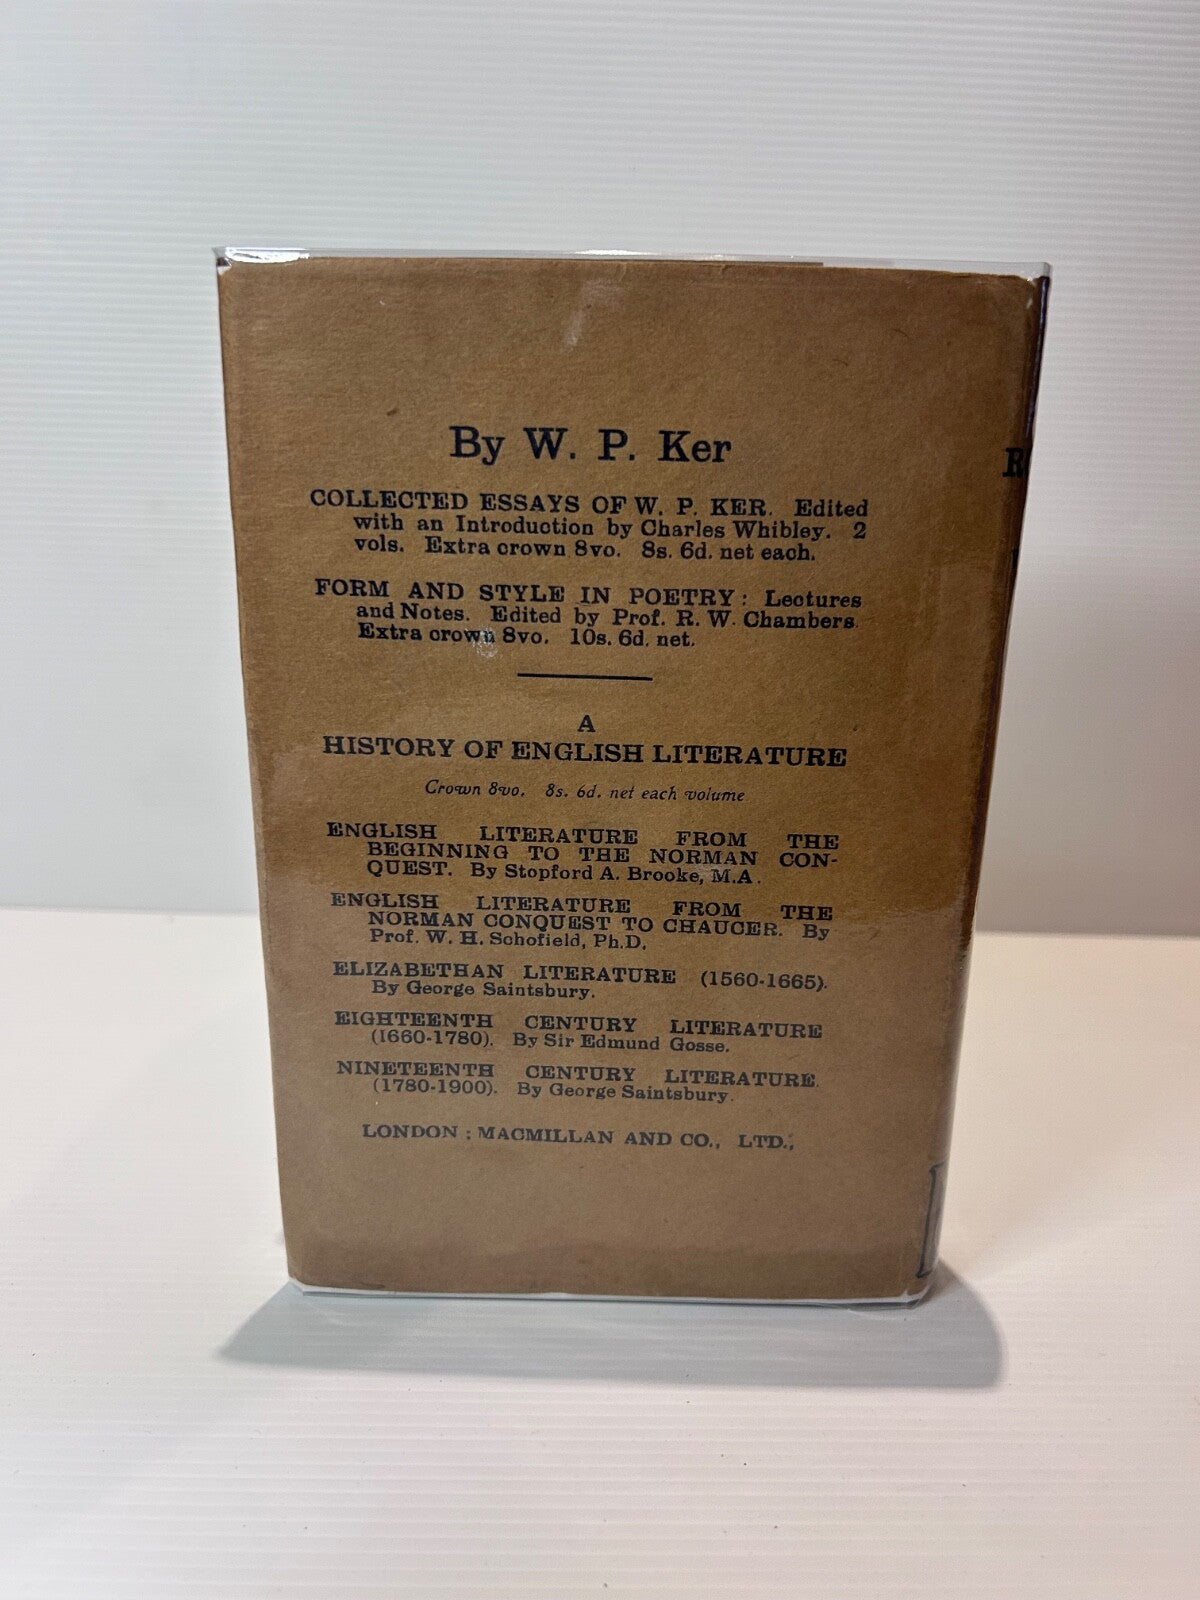 By W. P. Ker
COLLECTED ESSAYS OF W. P. KER. Edited
with an Introduction by Charles Whibley. 2
vols. Extra crown 8vo. 8s. 6d. net each.
FORM AND STYLE IN POETRY: Lectures
and Notes. Edited by Prof. R. W. Chambers.
Extra crown 8vo. 10s. 6d. net.
A
HISTORY OF ENGLISH LITERATURE
Crown 8vo. 8s. 6d. net each volume
ENGLISH LITERATURE FROM THE
BEGINNING TO THE NORMAN CON-
QUEST. By Stopford A. Brooke, M.A.
ENGLISH LITERATURE FROM THE
NORMAN CONQUEST TO CHAUCER. By
Prof. W. H. Schofield, Ph.D.
ELIZABETHAN LITERATURE (1560-1665).
By George Saintsbury.
EIGHTEENTH CENTURY LITERATURE
(1660-1780). By Sir Edmund Gosse.
NINETEENTH CENTURY LITERATURE.
(1780-1900). By George Saintsbury.
LONDON: MACMILLAN AND CO., LTD.,